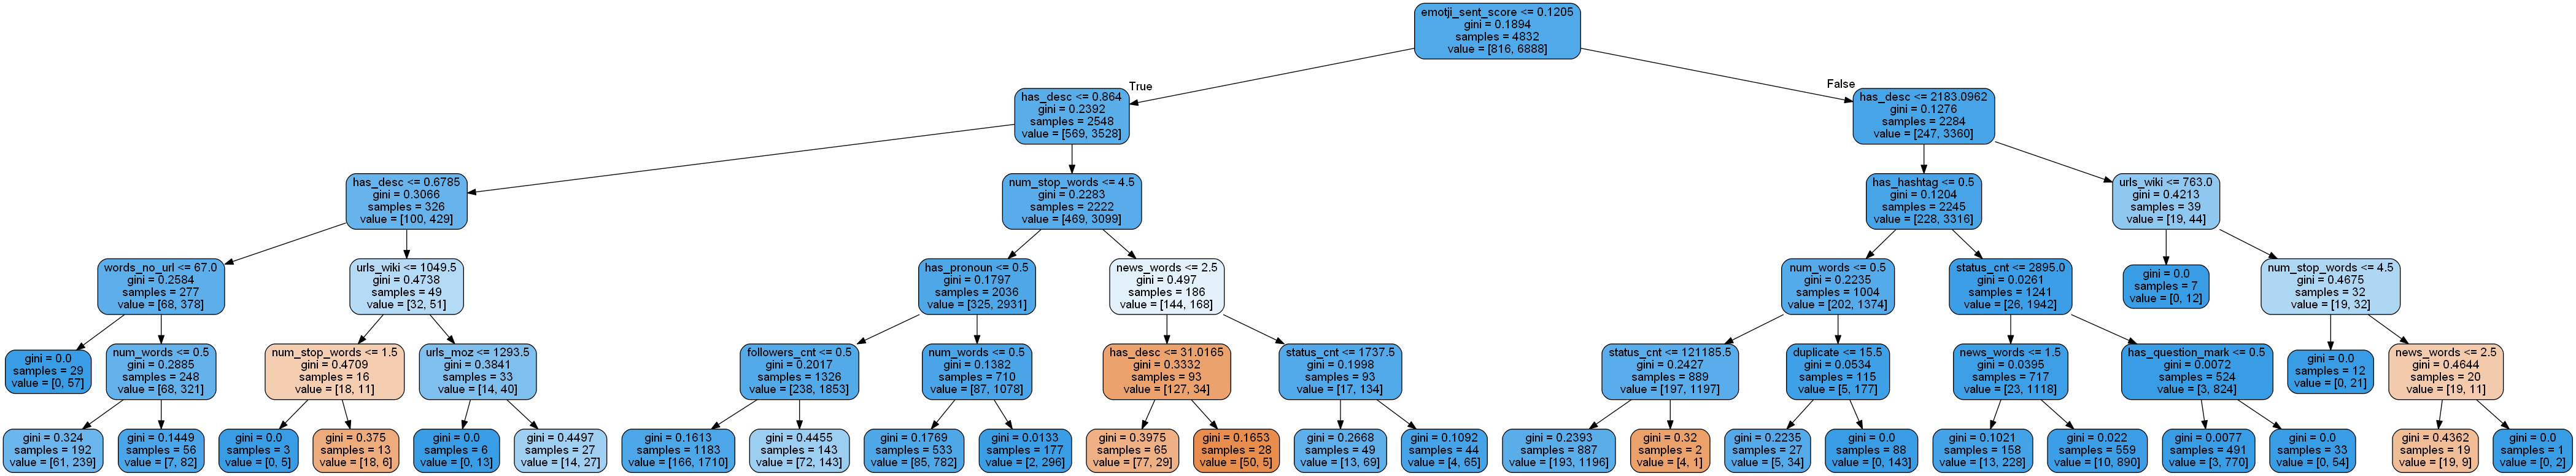 emotji_sent_score <= 0.1205
gini = 0.1894
samples = 4832
value = [816, 6888]
True
False
has_desc <= 0.864
gini = 0.2392
samples = 2548
value = [569, 3528]
has_desc <= 2183.0962
gini = 0.1276
samples = 2284
value = [247, 3360]
has_desc <= 0.6785
gini = 0.3066
samples = 326
value = [100, 429]
num_stop_words <= 4.5
gini = 0.2283
samples = 2222
value = [469, 3099]
has_hashtag <= 0.5
gini = 0.1204
samples = 2245
value = [228, 3316]
urls_wiki <= 763.0
gini = 0.4213
samples = 39
value = [19, 44]
words_no_url <= 67.0
gini = 0.2584
samples = 277
value = [68, 378]
urls_wiki <= 1049.5
gini = 0.4738
samples = 49
value = [32, 51]
has_pronoun <= 0.5
gini = 0.1797
samples = 2036
value = [325, 2931]
news_words <= 2.5
gini = 0.497
samples = 186
value = [144, 168]
num_words <= 0.5
gini = 0.2235
samples = 1004
value = [202, 1374]
status_cnt <= 2895.0
gini = 0.0261
samples = 1241
value = [26, 1942]
gini = 0.0
samples = 7
value = [0, 12]
num_stop_words <= 4.5
gini = 0.4675
samples = 32
value = [19, 32]
gini = 0.0
samples = 29
value = [0, 57]
num_words <= 0.5
gini = 0.2885
samples = 248
value = [68, 321]
num_stop_words <= 1.5
gini = 0.4709
samples = 16
value = [18, 11]
urls_moz <= 1293.5
gini = 0.3841
samples = 33
value = [14, 40]
followers_cnt <= 0.5
gini = 0.2017
samples = 1326
value = [238, 1853]
num_words <= 0.5
gini = 0.1382
samples = 710
value = [87, 1078]
has_desc <= 31.0165
gini = 0.3332
samples = 93
value = [127, 34]
status_cnt <= 1737.5
gini = 0.1998
samples = 93
value = [17, 134]
status_cnt <= 121185.5
gini = 0.2427
samples = 889
value = [197, 1197]
duplicate <= 15.5
gini = 0.0534
samples = 115
value = [5, 177]
news_words <= 1.5
gini = 0.0395
samples = 717
value = [23, 1118]
has_question_mark <= 0.5
gini = 0.0072
samples = 524
value = [3, 824]
gini = 0.0
samples = 12
value = [0, 21]
news_words <= 2.5
gini = 0.4644
samples = 20
value = [19, 11]
gini = 0.324
samples = 192
value = [61, 239]
gini = 0.1449
samples = 56
value = [7, 82]
gini = 0.0
samples = 3
value = [0, 5]
gini = 0.375
samples = 13
value = [18, 6]
gini = 0.0
samples = 6
value = [0, 13]
gini = 0.4497
samples = 27
value = [14, 27]
gini = 0.1613
samples = 1183
value = [166, 1710]
gini = 0.4455
samples = 143
value = [72, 143]
gini = 0.1769
samples = 533
value = [85, 782]
gini = 0.0133
samples = 177
value = [2, 296]
gini = 0.3975
samples = 65
value = [77, 29]
gini = 0.1653
samples = 28
value = [50, 5]
gini = 0.2668
samples = 49
value = [13, 69]
gini = 0.1092
samples = 44
value = [4, 65]
gini = 0.2393
samples = 887
value = [193, 1196]
gini = 0.32
samples = 2
value = [4, 1]
gini = 0.2235
samples = 27
value = [5, 34]
gini = 0.0
samples = 88
value = [0, 143]
gini = 0.1021
samples = 158
value = [13, 228]
gini = 0.022
samples = 559
value = [10, 890]
gini = 0.0077
samples = 491
value = [3, 770]
gini = 0.0
samples = 33
value = [0, 54]
gini = 0.4362
samples = 19
value = [19, 9]
gini = 0.0
samples = 1
value = [0, 2]